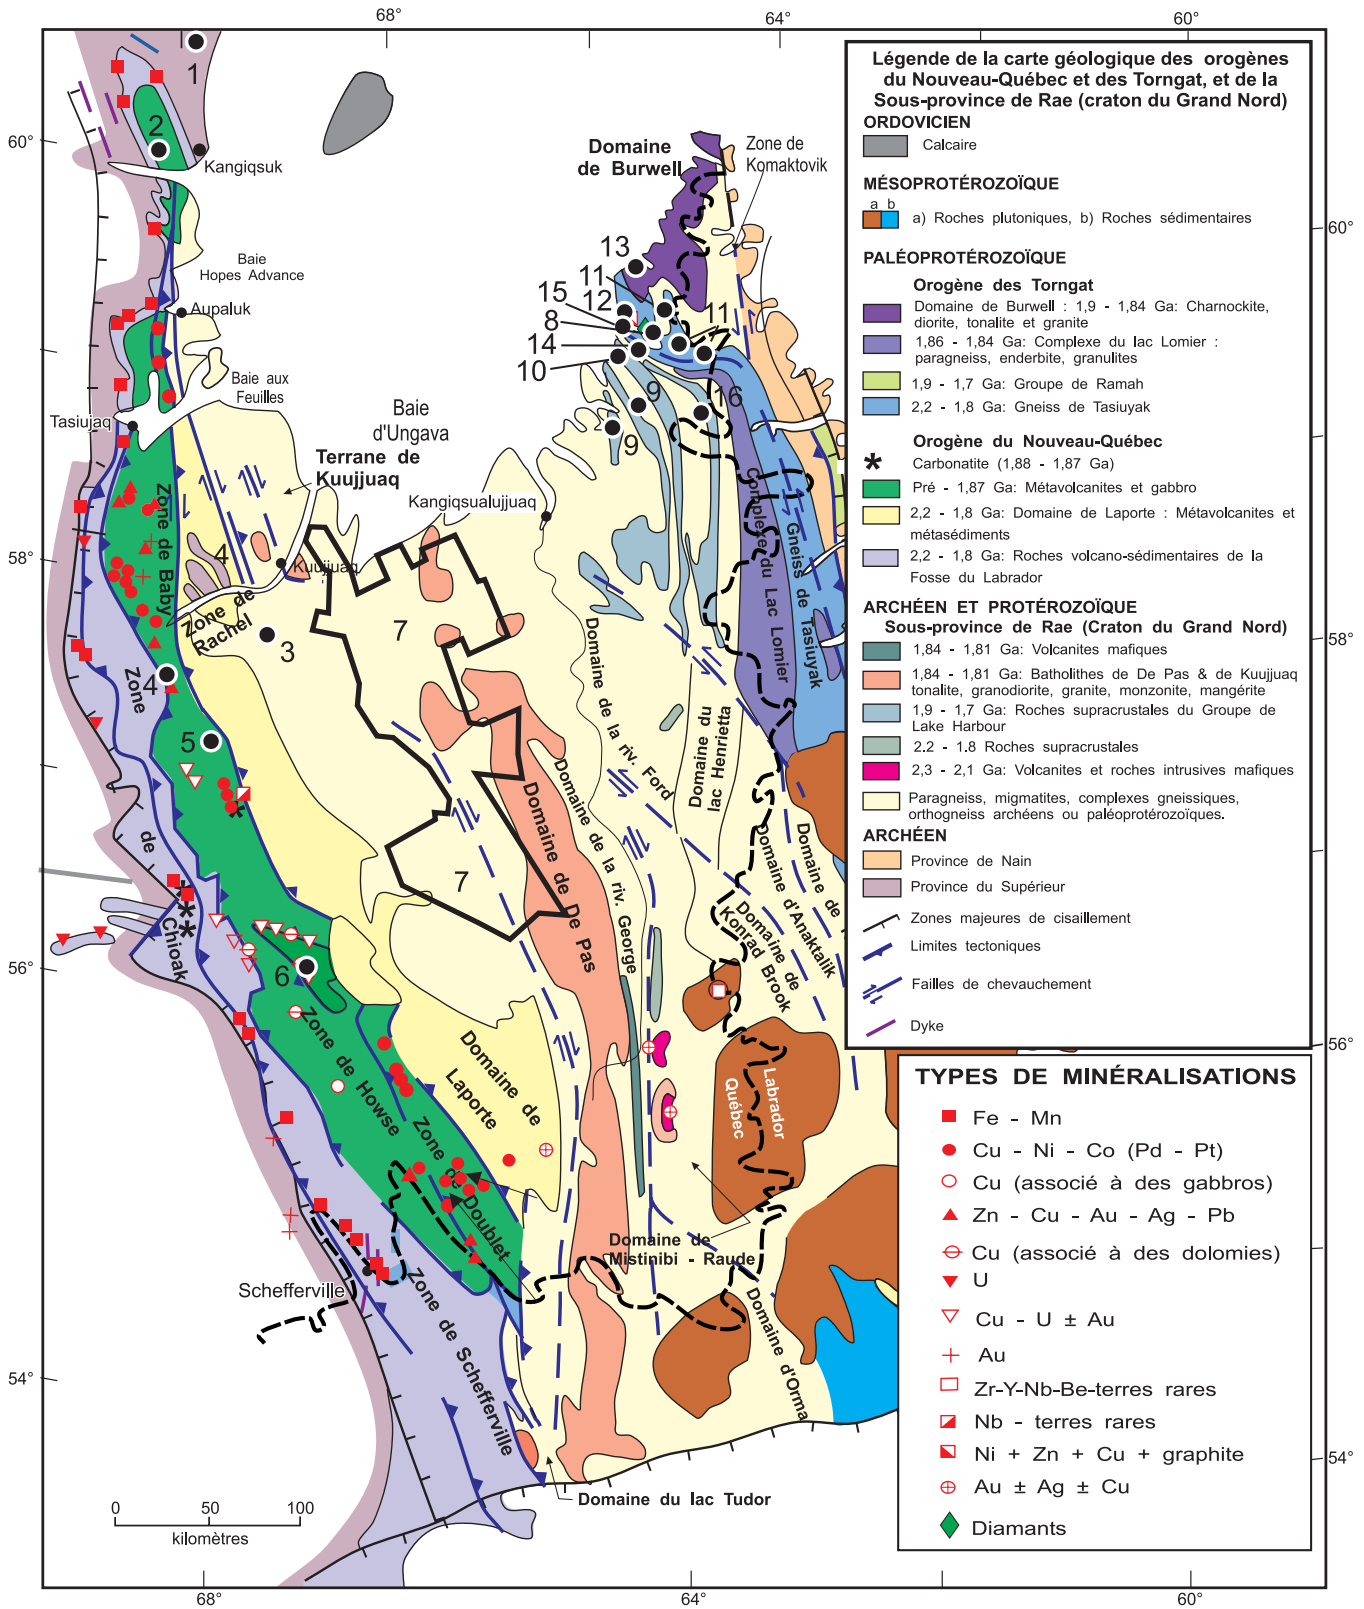 68°
64°
60°
60°
58°
56°
54°
60°
58°
56°
54°
68°
64°
60°
1
2
Kangiqsuk
Baie
Hopes Advance
Aupaluk
Baie aux
Feuilles
Tasiujaq
Baie
d'Ungava
Terrane de
Kuujjuaq
Kangiqsualujjuaq
Kuujjuaq
Domaine
de Burwell
Zone de
Komaktovik
13
11
15
12
8
14
10
11
9
9
16
Zone de Baby
4
Zone de
Rachel
3
7
4
Zone
5
de
Chioak
6
7
Zone de Howse
Zone de Doublet
Domaine de
Laporte
Domaine de De Pas
Domaine de la riv. George
Domaine de la riv. Ford
Domaine du
lac Henrietta
Complexe du Lac Lomier
Gneiss de Tasiuyak
Domaine de
Domaine d'Anaktalik
Domaine de
Konrad Brook
Labrador
Québec
Domaine de
Mistinibi - Raude
Domaine d'Orma
Schefferville
Zone de Schefferville
Domaine du lac Tudor
0 50 100
kilomètres
Légende de la carte géologique des orogènes
du Nouveau-Québec et des Torngat, et de la
Sous-province de Rae (craton du Grand Nord)
ORDOVICIEN
Calcaire
MÉSOPROTÉROZOÏQUE
a b
a) Roches plutoniques, b) Roches sédimentaires
PALÉOPROTÉROZOÏQUE
Orogène des Torngat
Domaine de Burwell : 1,9 - 1,84 Ga: Charnockite,
diorite, tonalite et granite
1,86 - 1,84 Ga: Complexe du lac Lomier :
paragneiss, enderbite, granulites
1,9 - 1,7 Ga: Groupe de Ramah
2,2 - 1,8 Ga: Gneiss de Tasiuyak
Orogène du Nouveau-Québec
Carbonatite (1,88 - 1,87 Ga)
Pré - 1,87 Ga: Métavolcanites et gabbro
2,2 - 1,8 Ga: Domaine de Laporte : Métavolcanites et
métasédiments
2,2 - 1,8 Ga: Roches volcano-sédimentaires de la
Fosse du Labrador
ARCHÉEN ET PROTÉROZOÏQUE
Sous-province de Rae (Craton du Grand Nord)
1,84 - 1,81 Ga: Volcanites mafiques
1,84 - 1,81 Ga: Batholithes de De Pas & de Kuujjuaq
tonalite, granodiorite, granite, monzonite, mangérite
1,9 - 1,7 Ga: Roches supracrustales du Groupe de
Lake Harbour
2.2 - 1.8 Roches supracrustales
2,3 - 2,1 Ga: Volcanites et roches intrusives mafiques
Paragneiss, migmatites, complexes gneissiques,
orthogneiss archéens ou paléoprotérozoïques.
ARCHÉEN
Province de Nain
Province du Supérieur
Zones majeures de cisaillement
Limites tectoniques
Failles de chevauchement
Dyke
TYPES DE MINÉRALISATIONS
Fe - Mn
Cu - Ni - Co (Pd - Pt)
Cu (associé à des gabbros)
Zn - Cu - Au - Ag - Pb
Cu (associé à des dolomies)
U
Cu - U ± Au
Au
Zr-Y-Nb-Be-terres rares
Nb - terres rares
Ni + Zn + Cu + graphite
Au ± Ag ± Cu
Diamants